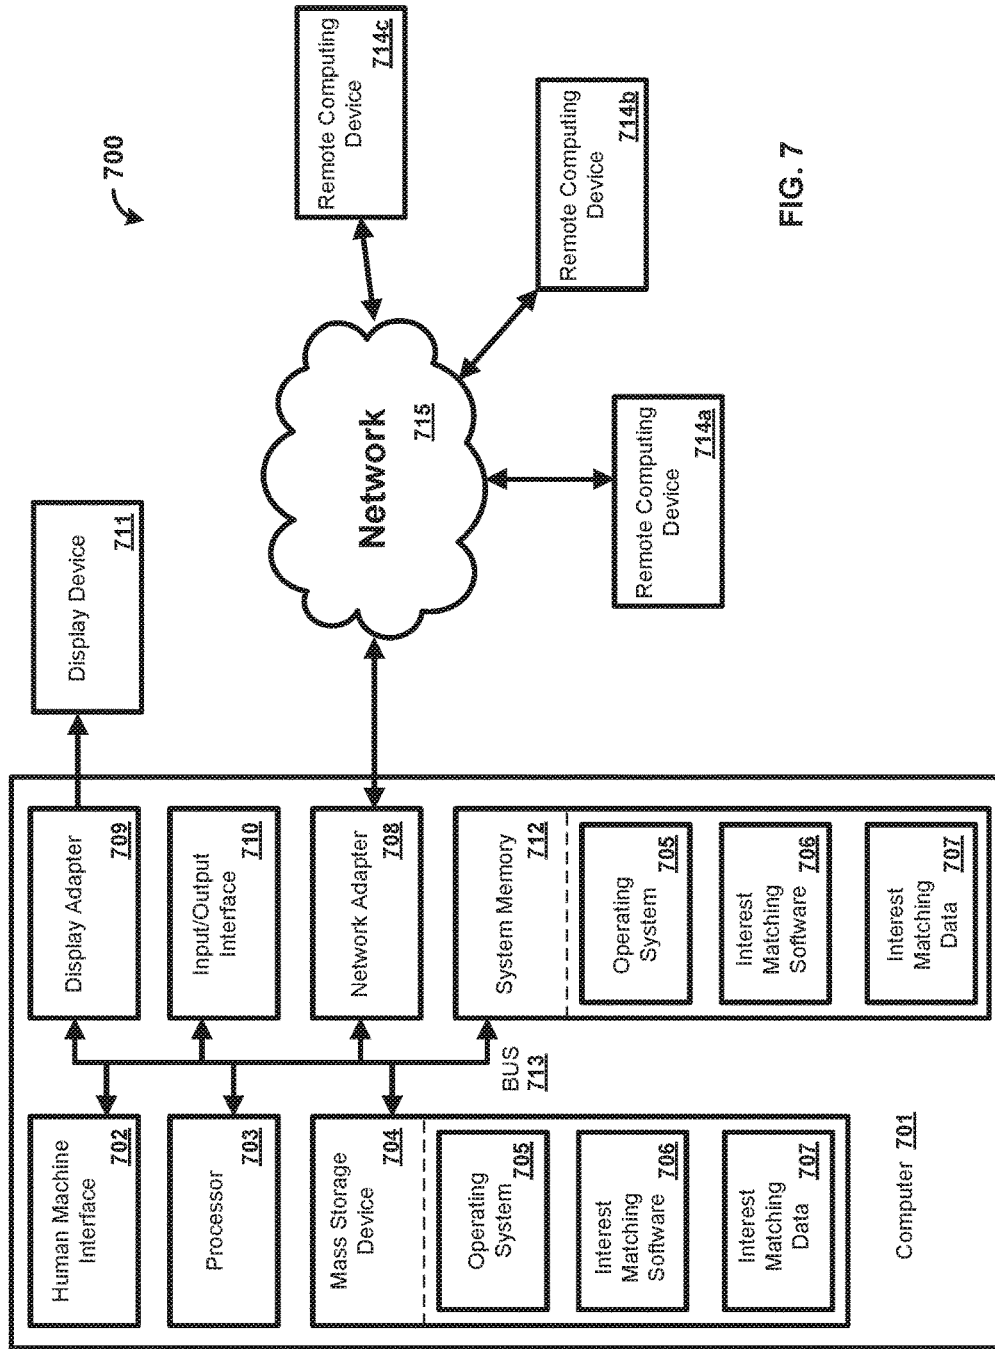 700
Human Machine
Interface
702
Processor
703
Mass Storage
Device
704
Operating
System
705
Interest
Matching
Software
706
Interest
Matching
Data
707
Computer 701
BUS
713
Display Adapter
709
Input/Output
Interface
710
Network Adapter
708
System Memory
712
Operating
System
705
Interest
Matching
Software
706
Interest
Matching
Data
707
Display Device
711
Network
715
Remote Computing
Device
714a
Remote Computing
Device
714b
Remote Computing
Device
714c
FIG. 7